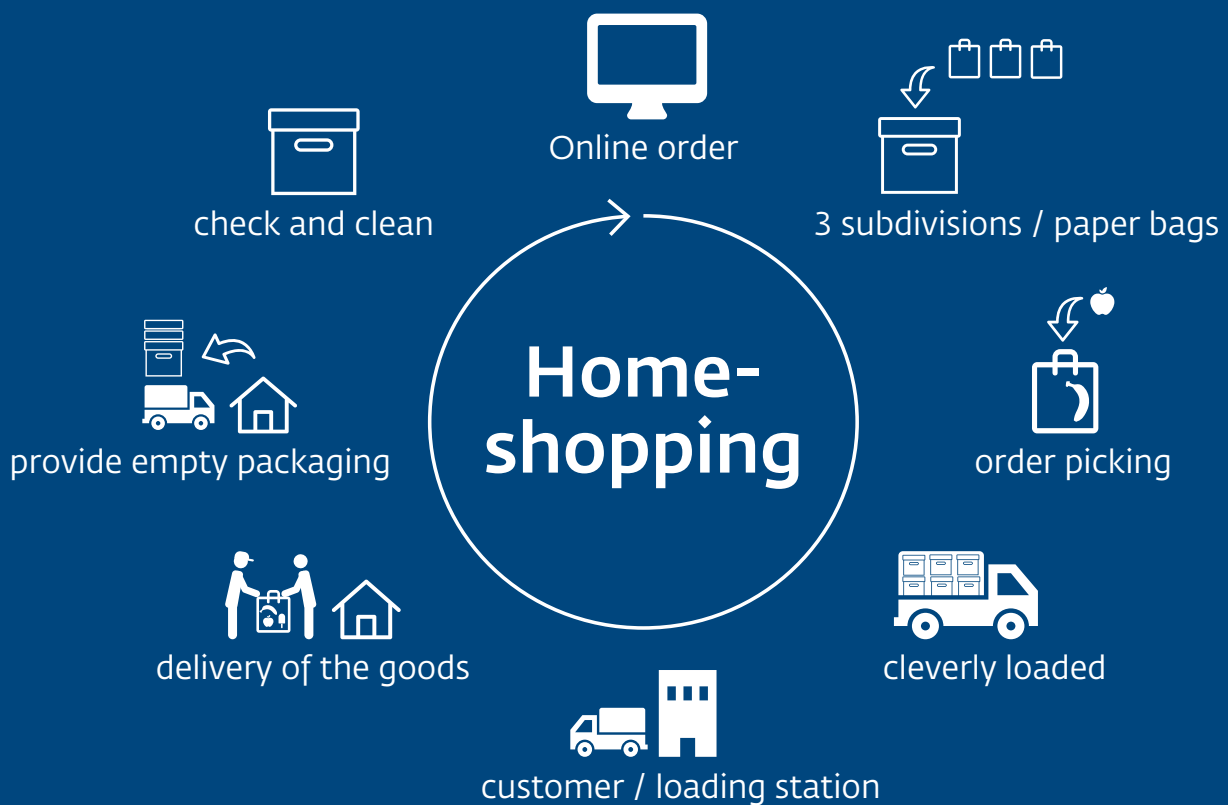 Online order
3 subdivisions / paper bags
order picking
cleverly loaded
customer / loading station
delivery of the goods
provide empty packaging
check and clean
Home-
shopping